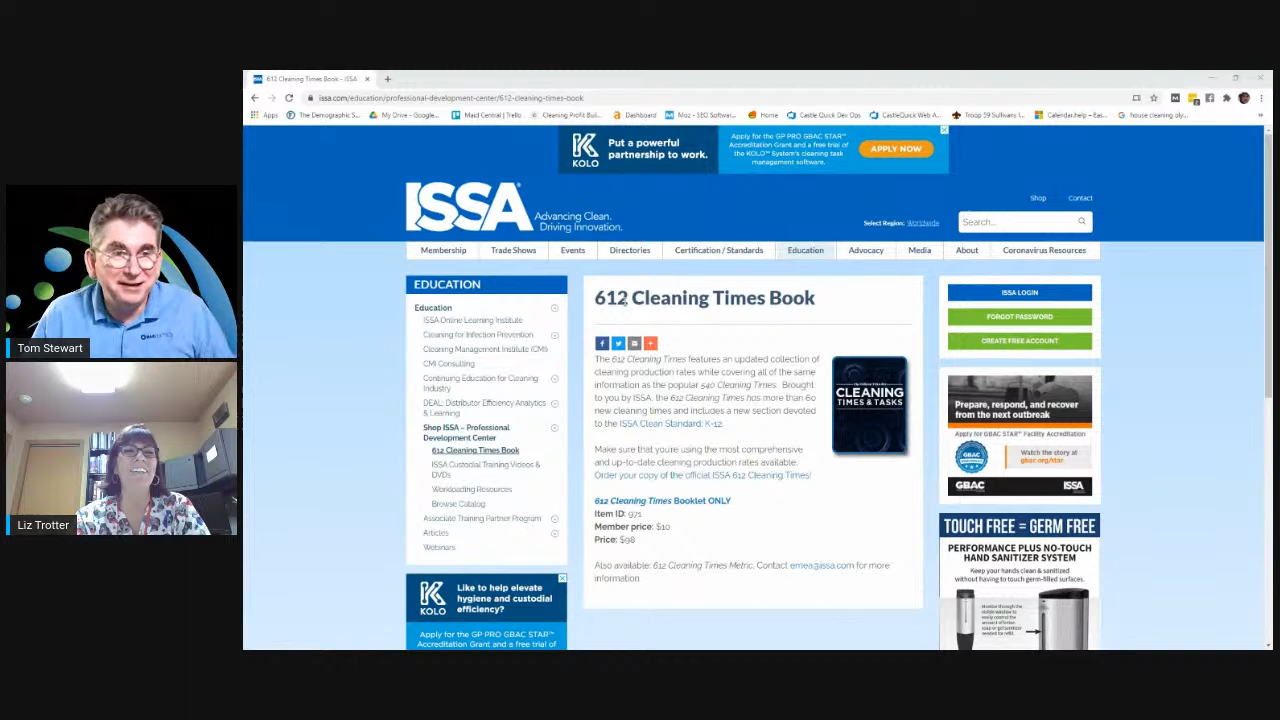 612 Cleaning Times Book - ISSA
issa.com/education/professional-development-center/612-cleaning-times-book
Apps
The Demographic S...
My Drive - Google...
Maid Central | Trello
Cleaning Profit Buil...
Dashboard
Moz - SEO Softwar...
Home
Castle Quick Dev Ops
CastleQuick Web A...
Troop 59 Sullivans I...
Calendar.help - Eas...
house cleaning oly...
KOLO
Put a powerful
partnership to work.
Apply for the GP PRO GBAC STAR™
Accreditation Grant and a free trial of
the KOLO™ System's cleaning task
management software.
APPLY NOW
ISSA
Advancing Clean.
Driving Innovation.
Shop
Contact
Select Region: Worldwide
Search...
Membership
Trade Shows
Events
Directories
Certification / Standards
Education
Advocacy
Media
About
Coronavirus Resources
EDUCATION
Education
ISSA Online Learning Institute
Cleaning for Infection Prevention
Cleaning Management Institute (CMI)
CMI Consulting
Continuing Education for Cleaning
Industry
DEAL: Distributor Efficiency Analytics
& Learning
Shop ISSA – Professional
Development Center
612 Cleaning Times Book
ISSA Custodial Training Videos &
DVDs
Workloading Resources
Browse Catalog
Associate Training Partner Program
Articles
Webinars
KOLO
Like to help elevate
hygiene and custodial
efficiency?
Apply for the GP PRO GBAC STAR™
Accreditation Grant and a free trial of
612 Cleaning Times Book
The 612 Cleaning Times features an updated collection of
cleaning production rates while covering all of the same
information as the popular 540 Cleaning Times. Brought
to you by ISSA, the 612 Cleaning Times has more than 60
new cleaning times and includes a new section devoted
to the ISSA Clean Standard: K-12.
Make sure that you're using the most comprehensive
and up-to-date cleaning production rates available.
Order your copy of the official ISSA 612 Cleaning Times!
612 Cleaning Times Booklet ONLY
Item ID: 971
Member price: $10
Price: $98
Also available: 612 Cleaning Times Metric. Contact emea@issa.com for more
information
CLEANING
TIMES & TASKS
ISSA LOGIN
FORGOT PASSWORD
CREATE FREE ACCOUNT
Prepare, respond, and recover
from the next outbreak
Apply for GBAC STAR™ Facility Accreditation
Watch the story at
gbac.org/star.
GBAC
ISSA
TOUCH FREE = GERM FREE
PERFORMANCE PLUS NO-TOUCH
HAND SANITIZER SYSTEM
Keep your hands clean & sanitized
without having to touch germ-filled surfaces.
Tom Stewart
Liz Trotter